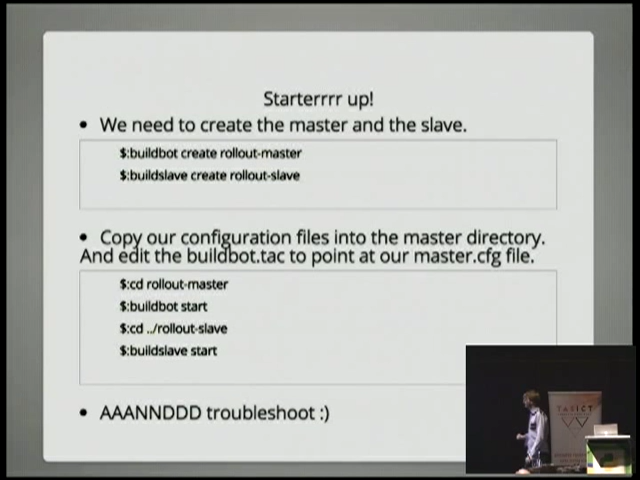 Starterrrr up!
• We need to create the master and the slave.
$:buildbot create rollout-master
$:buildslave create rollout-slave
• Copy our configuration files into the master directory.
And edit the buildbot.tac to point at our master.cfg file.
$:cd rollout-master
$:buildbot start
$:cd ../rollout-slave
$:buildslave start
• AAANNDDD troubleshoot :)
TASICT